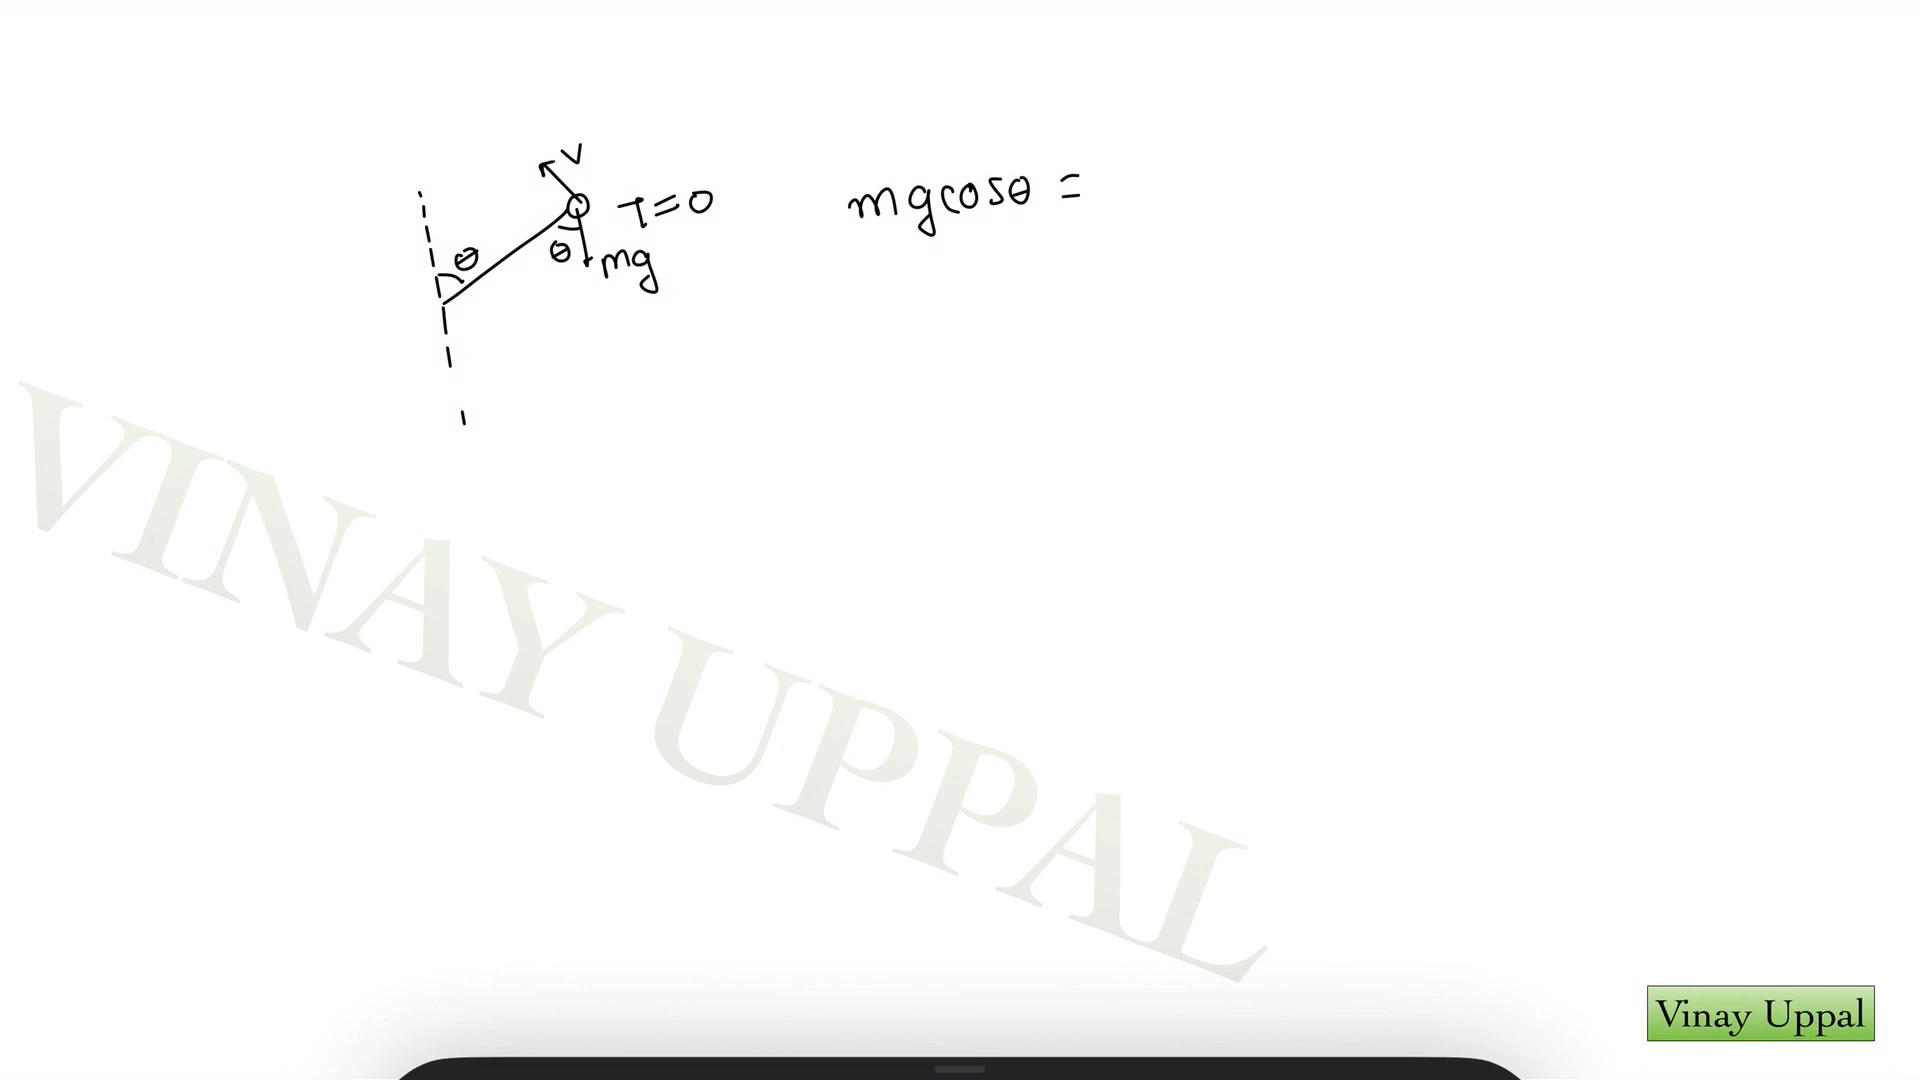 v
T=0
mgcosθ =
θ
θ
mg
VINAY UPPAL
Vinay Uppal